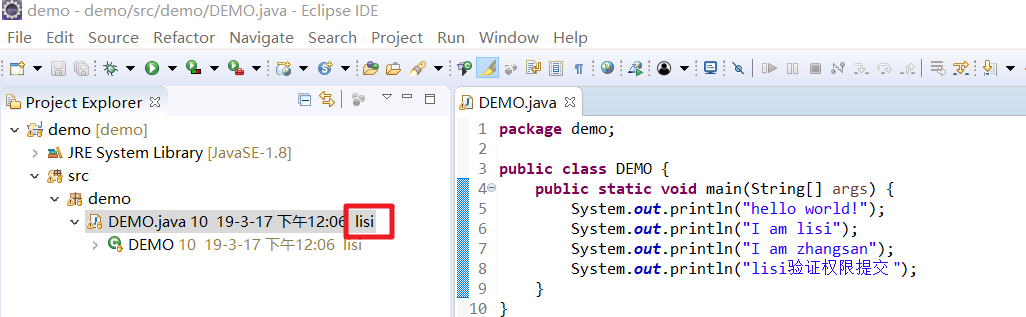 demo - demo/src/demo/DEMO.java - Eclipse IDE
File Edit Source Refactor Navigate Search Project Run Window Help
Project Explorer
demo [demo]
JRE System Library [JavaSE-1.8]
src
demo
DEMO.java 10 19-3-17 下午12:06 lisi
DEMO 10 19-3-17 下午12:06 lisi
DEMO.java
1 package demo;
2
3 public class DEMO {
4 public static void main(String[] args) {
5 System.out.println("hello world!");
6 System.out.println("I am lisi");
7 System.out.println("I am zhangsan");
8 System.out.println("lisi验证权限提交");
9 }
10 }